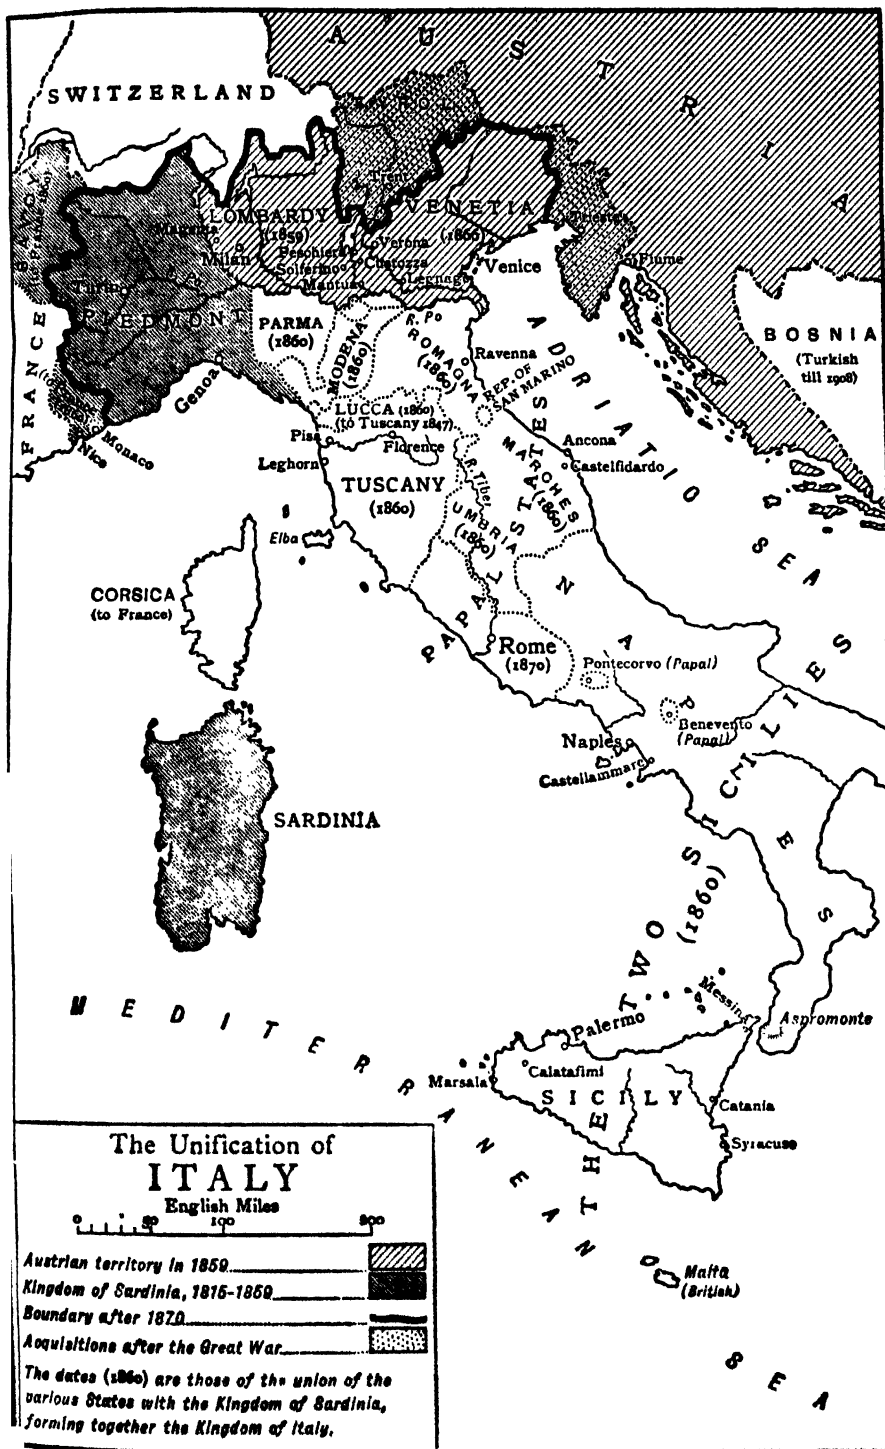 AUSTRIA
SWITZERLAND
TYROL
Trent
SAVOY
(to France 1860)
LOMBARDY
(1859)
VENETIA
(1866)
Magenta
Milan
Peschiera
Solferino
Mantua
Verona
Custozza
Legnago
Venice
Trieste
Fiume
Turin
PIEDMONT
PARMA
(1860)
MODENA
(1860)
R. Po
ROMAGNA
(1860)
Ravenna
REP. OF
SAN MARINO
ADRIATIC SEA
BOSNIA
(Turkish
till 1908)
FRANCE
Nice
Monaco
Genoa
LUCCA (1860)
(to Tuscany 1847)
Pisa
Florence
Leghorn
TUSCANY
(1860)
R. Tiber
UMBRIA
(1860)
MARCHES
(1860)
Ancona
Castelfidardo
PAPAL STATES
Elba
CORSICA
(to France)
Rome
(1870)
NAPLES
Pontecorvo (Papal)
Benevento
(Papal)
Naples
Castellammare
SARDINIA
THE TWO SICILIES
(1860)
MEDITERRANEAN SEA
Messina
Aspromonte
Palermo
Marsala
Calatafimi
SICILY
Catania
Syracuse
Malta
(British)
The Unification of
ITALY
English Miles
0 50 100 200
Austrian territory in 1859
Kingdom of Sardinia, 1815-1859
Boundary after 1870
Acquisitions after the Great War
The dates (1860) are those of the union of the
various States with the Kingdom of Sardinia,
forming together the Kingdom of Italy.